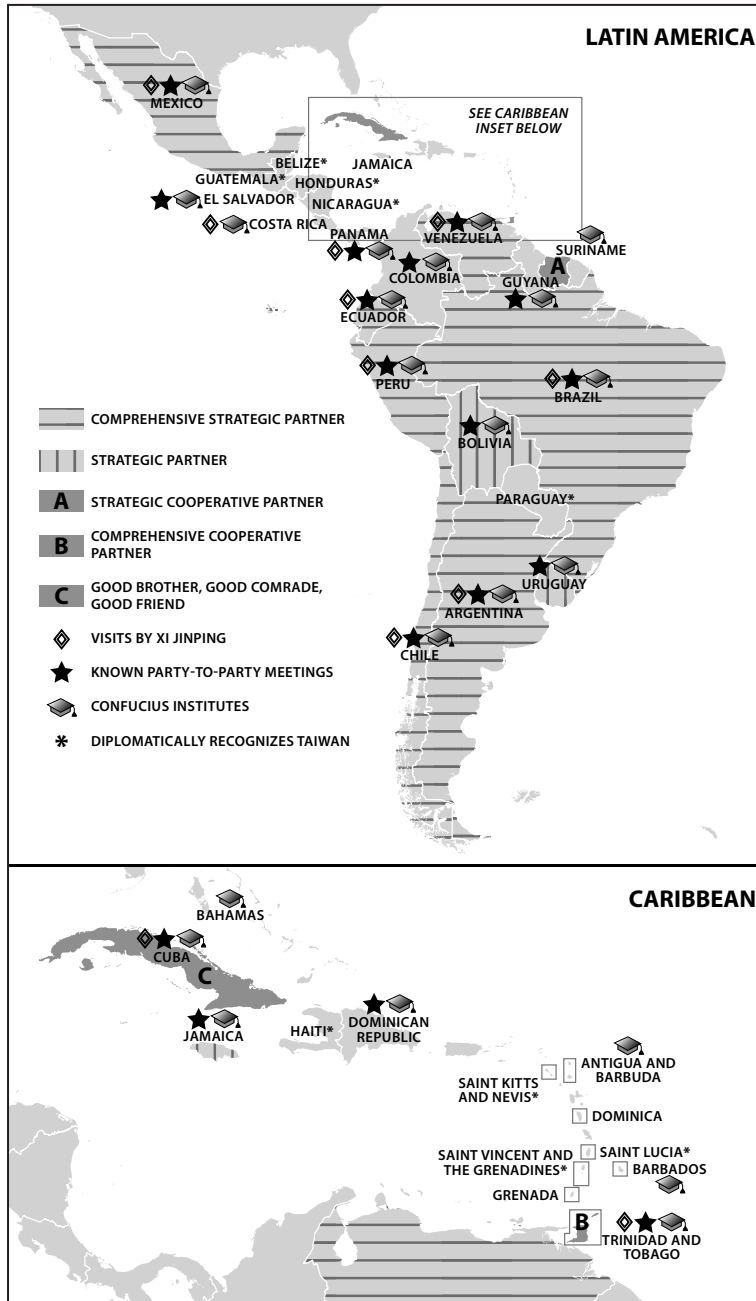 LATIN AMERICA
MEXICO
SEE CARIBBEAN
INSET BELOW
BELIZE*
JAMAICA
GUATEMALA*
HONDURAS*
EL SALVADOR
NICARAGUA*
COSTA RICA
PANAMA
VENEZUELA
SURINAME
COLOMBIA
A
GUYANA
ECUADOR
PERU
BRAZIL
BOLIVIA
PARAGUAY*
URUGUAY
ARGENTINA
CHILE
COMPREHENSIVE STRATEGIC PARTNER
STRATEGIC PARTNER
A STRATEGIC COOPERATIVE PARTNER
B COMPREHENSIVE COOPERATIVE
PARTNER
C GOOD BROTHER, GOOD COMRADE,
GOOD FRIEND
VISITS BY XI JINPING
KNOWN PARTY-TO-PARTY MEETINGS
CONFUCIUS INSTITUTES
* DIPLOMATICALLY RECOGNIZES TAIWAN
CARIBBEAN
BAHAMAS
CUBA
C
JAMAICA
HAITI*
DOMINICAN
REPUBLIC
ANTIGUA AND
BARBUDA
SAINT KITTS
AND NEVIS*
DOMINICA
SAINT VINCENT AND
THE GRENADINES*
SAINT LUCIA*
BARBADOS
GRENADA
B
TRINIDAD AND
TOBAGO